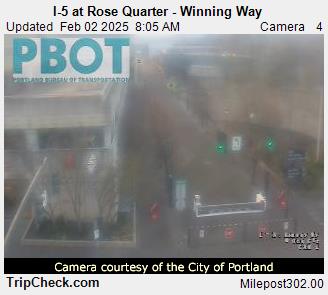 I-5 at Rose Quarter - Winning Way
Updated Feb 02 2025 8:05 AM Camera 4
PBOT
PORTLAND BUREAU OF TRANSPORTATION
Camera courtesy of the City of Portland
TripCheck.com Milepost302.00